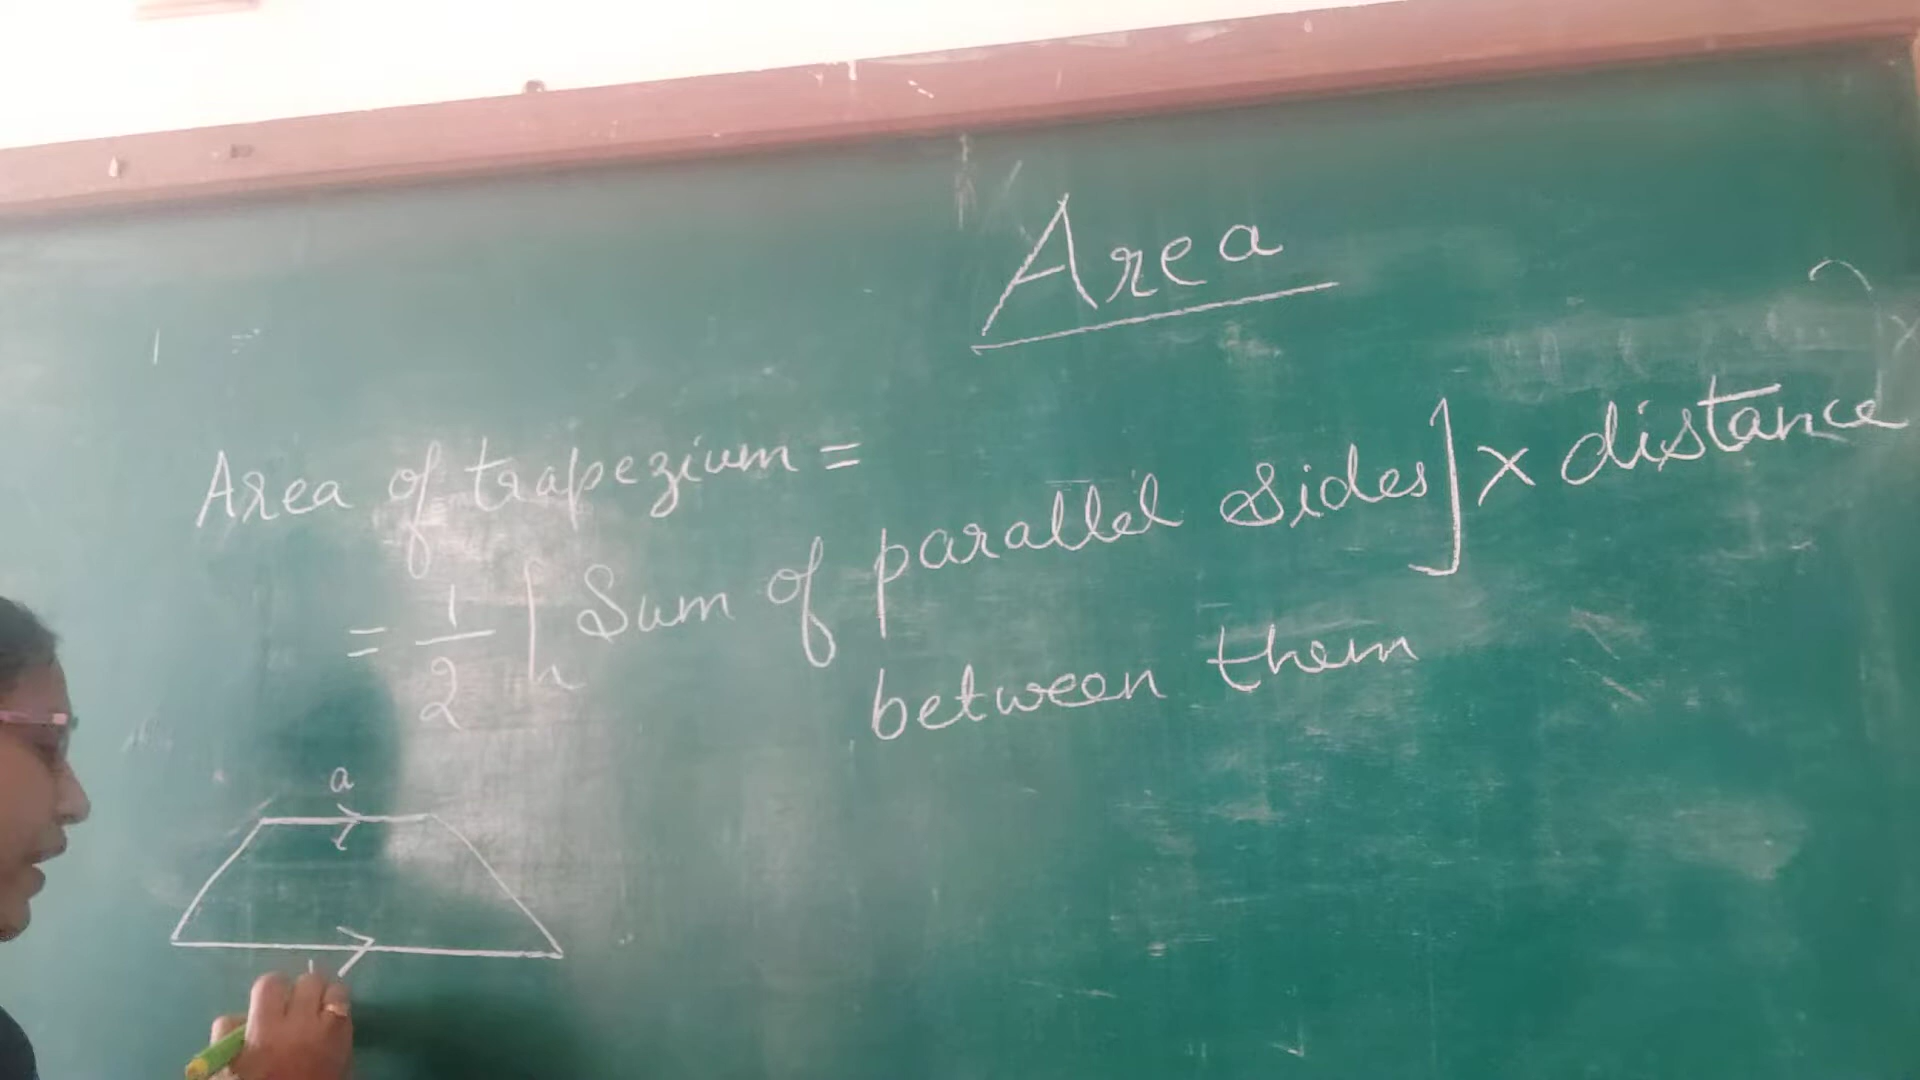 Area
Area of trapezium =
= 1/2 [Sum of parallel sides] × distance
between them
a